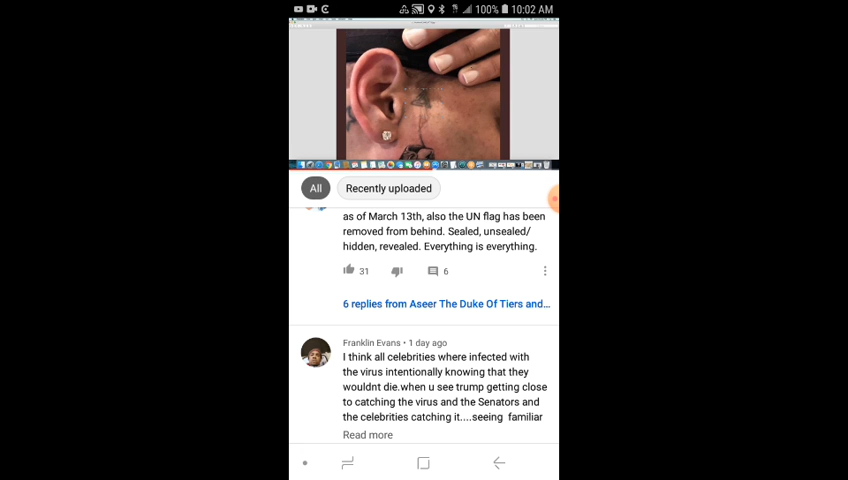 100% 10:02 AM
All
Recently uploaded
as of March 13th, also the UN flag has been
removed from behind. Sealed, unsealed/
hidden, revealed. Everything is everything.
31
6
6 replies from Aseer The Duke Of Tiers and...
Franklin Evans • 1 day ago
I think all celebrities where infected with
the virus intentionally knowing that they
wouldnt die.when u see trump getting close
to catching the virus and the Senators and
the celebrities catching it....seeing familiar
Read more